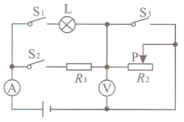 S₁ L S₃
S₂ P
R₁ R₂
A V